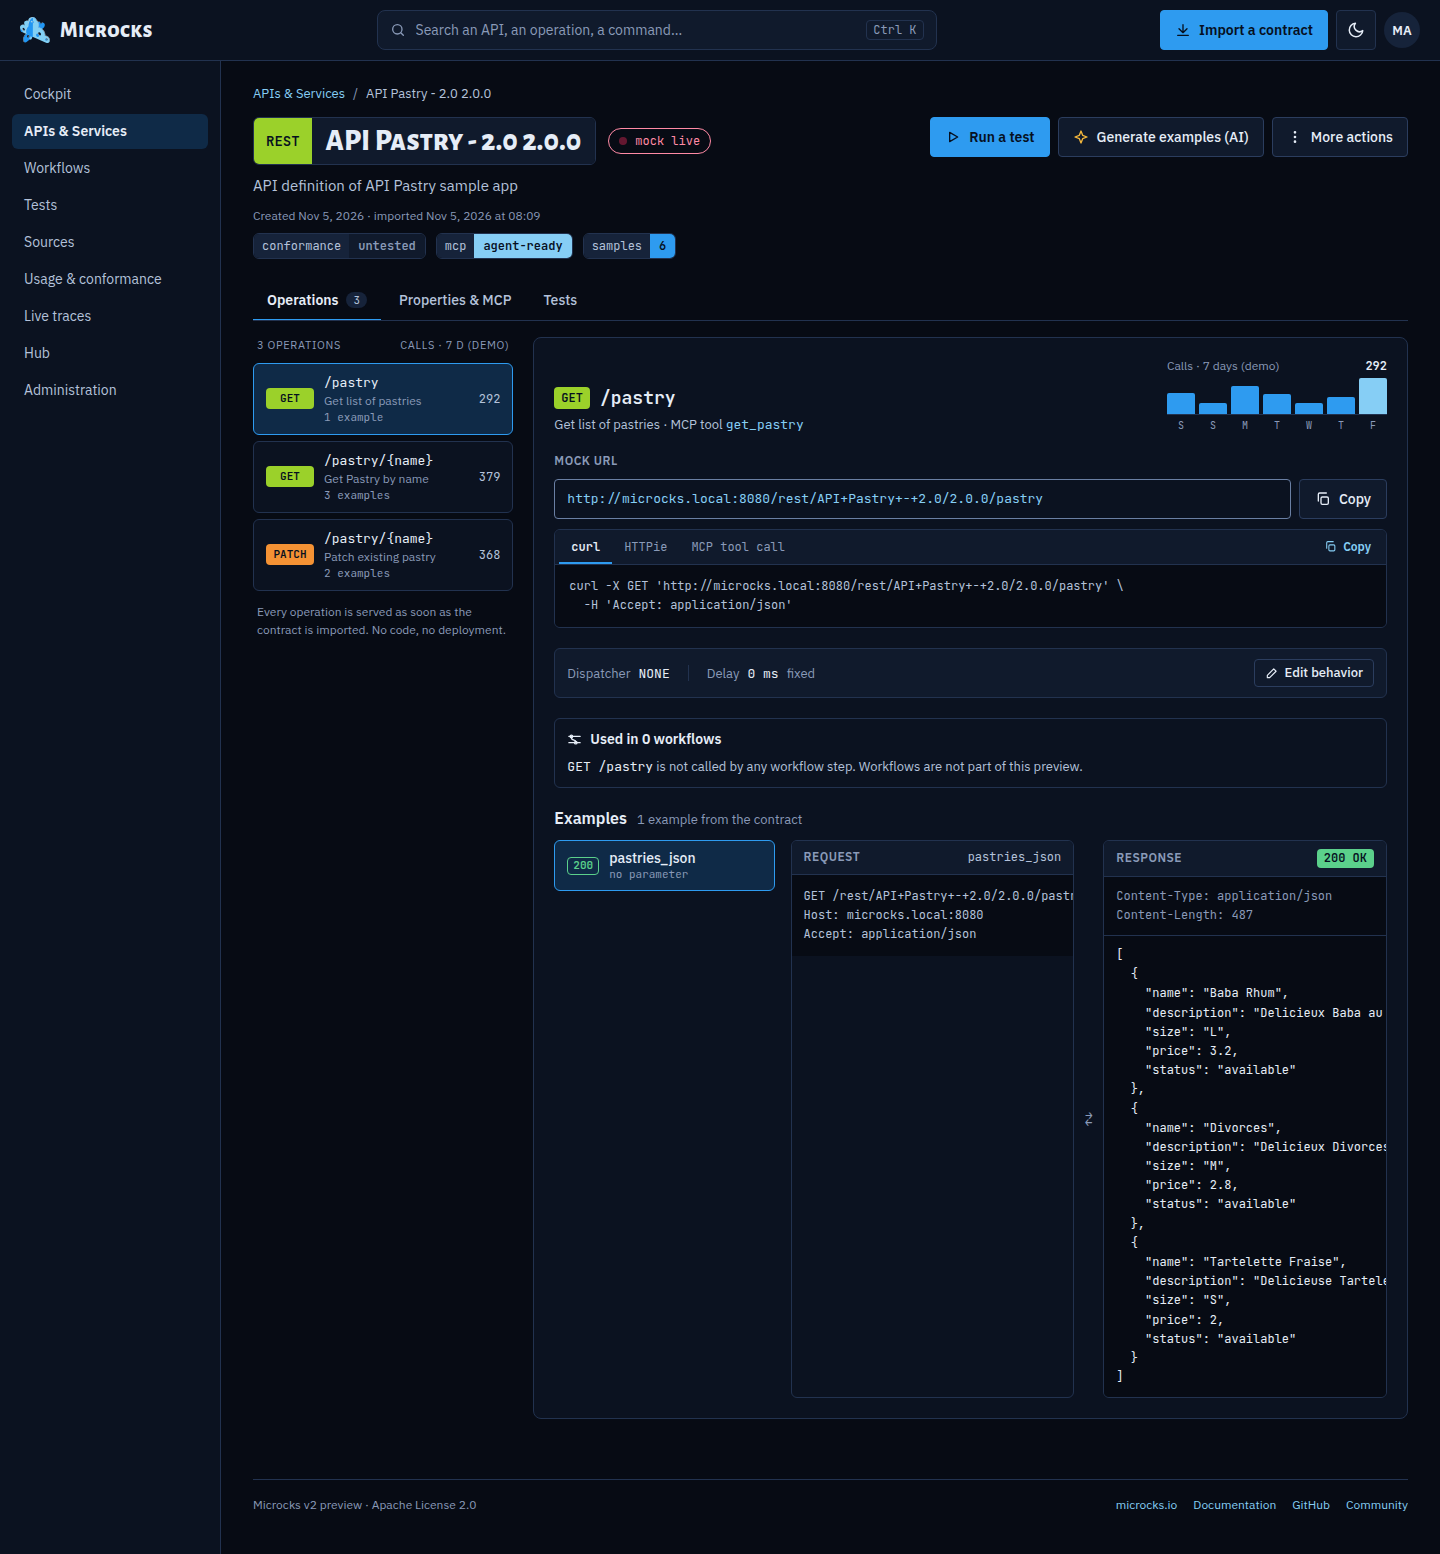 Microcks
Search an API, an operation, a command...
Ctrl K
Import a contract
MA
Cockpit
APIs & Services
Workflows
Tests
Sources
Usage & conformance
Live traces
Hub
Administration
APIs & Services / API Pastry - 2.0 2.0.0
REST API Pastry - 2.0 2.0.0
mock live
Run a test
Generate examples (AI)
More actions
API definition of API Pastry sample app
Created Nov 5, 2026 · imported Nov 5, 2026 at 08:09
conformance untested
mcp agent-ready
samples 6
Operations 3
Properties & MCP
Tests
3 OPERATIONS
CALLS · 7 D (DEMO)
GET
/pastry
Get list of pastries
1 example
292
GET
/pastry/{name}
Get Pastry by name
3 examples
379
PATCH
/pastry/{name}
Patch existing pastry
2 examples
368
Every operation is served as soon as the
contract is imported. No code, no deployment.
GET /pastry
Get list of pastries · MCP tool get_pastry
Calls · 7 days (demo)
292
S S M T W T F
MOCK URL
http://microcks.local:8080/rest/API+Pastry+-+2.0/2.0.0/pastry
Copy
curl
HTTPie
MCP tool call
Copy
curl -X GET 'http://microcks.local:8080/rest/API+Pastry+-+2.0/2.0.0/pastry' \
-H 'Accept: application/json'
Dispatcher NONE
Delay 0 ms fixed
Edit behavior
Used in 0 workflows
GET /pastry is not called by any workflow step. Workflows are not part of this preview.
Examples 1 example from the contract
200
pastries_json
no parameter
REQUEST
pastries_json
GET /rest/API+Pastry+-+2.0/2.0.0/pastr
Host: microcks.local:8080
Accept: application/json
RESPONSE
200 OK
Content-Type: application/json
Content-Length: 487
[
{
"name": "Baba Rhum",
"description": "Delicieux Baba au
"size": "L",
"price": 3.2,
"status": "available"
},
{
"name": "Divorces",
"description": "Delicieux Divorces
"size": "M",
"price": 2.8,
"status": "available"
},
{
"name": "Tartelette Fraise",
"description": "Delicieuse Tartele
"size": "S",
"price": 2,
"status": "available"
}
]
Microcks v2 preview · Apache License 2.0
microcks.io
Documentation
GitHub
Community